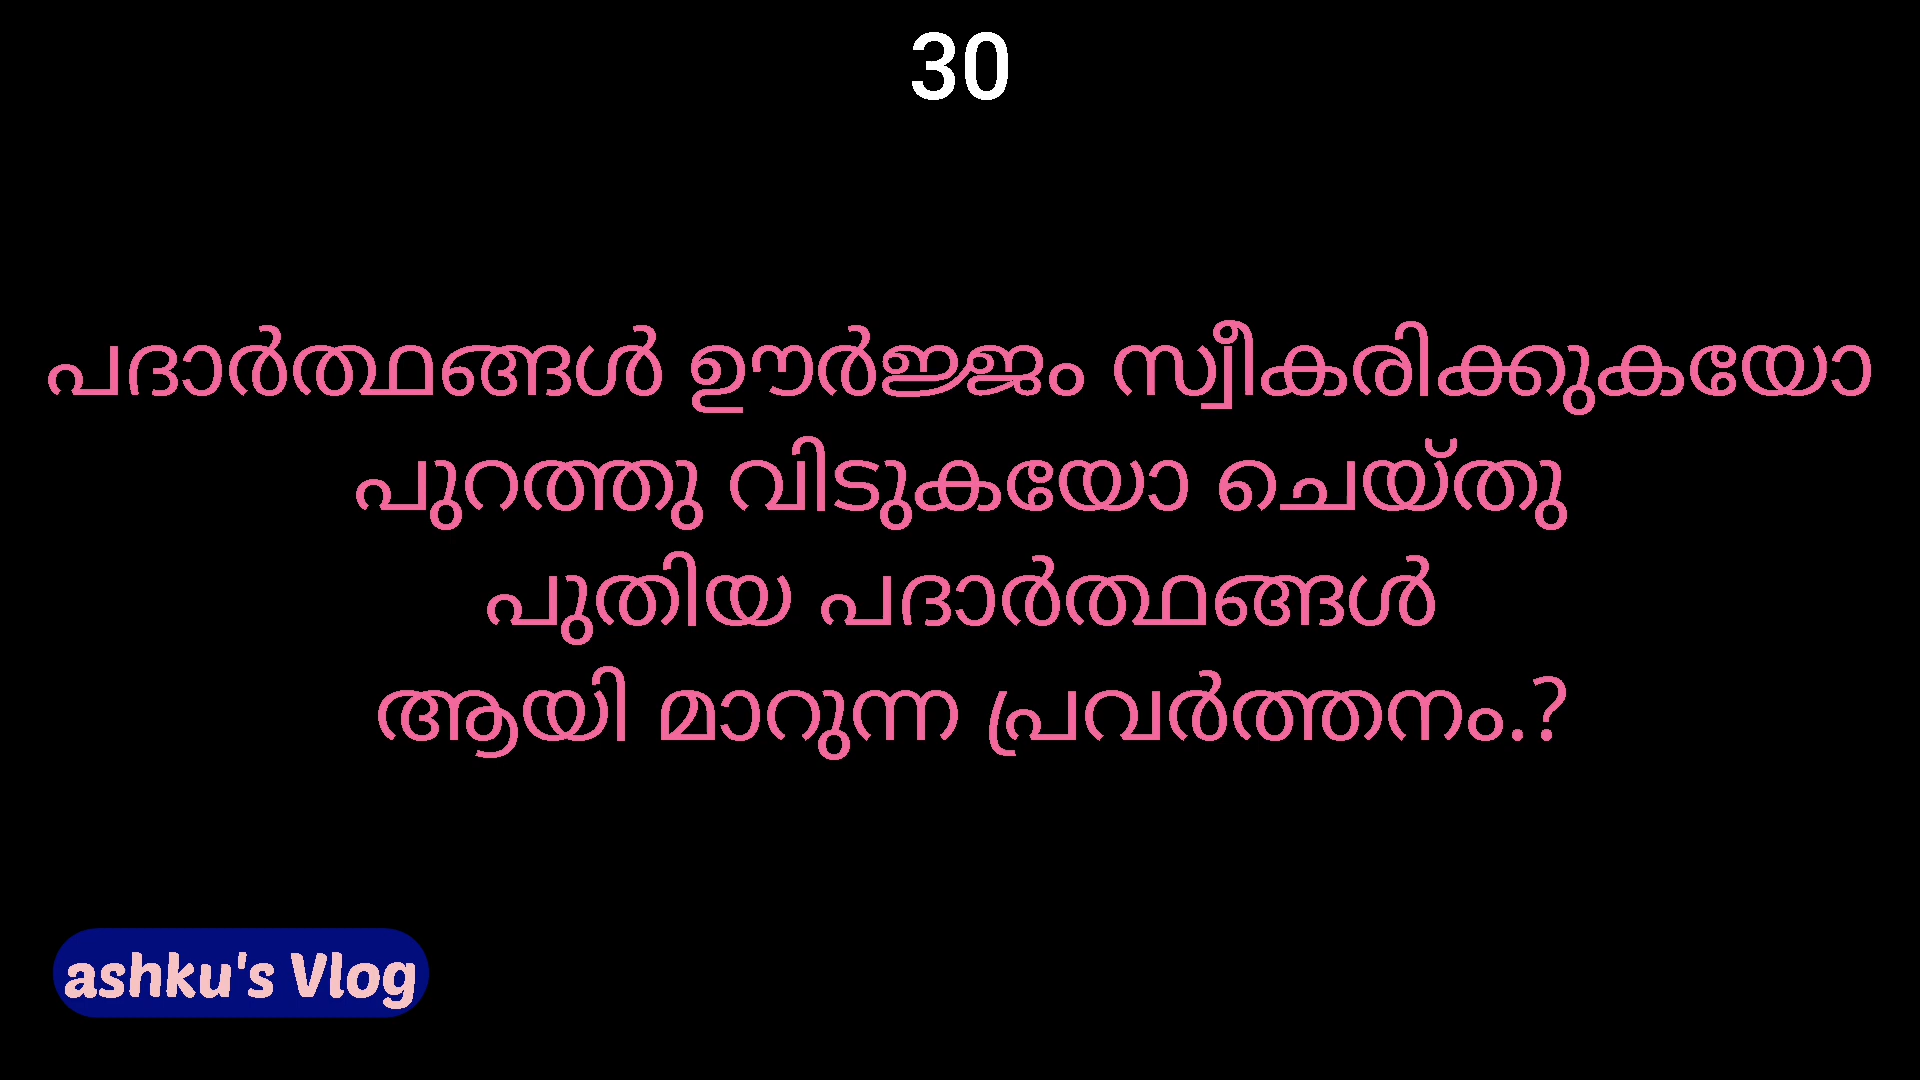 30
പദാർത്ഥങ്ങൾ ഊർജ്ജം സ്വീകരിക്കുകയോ
പുറത്തു വിടുകയോ ചെയ്തു
പുതിയ പദാർത്ഥങ്ങൾ
ആയി മാറുന്ന പ്രവർത്തനം.?
ashku's Vlog